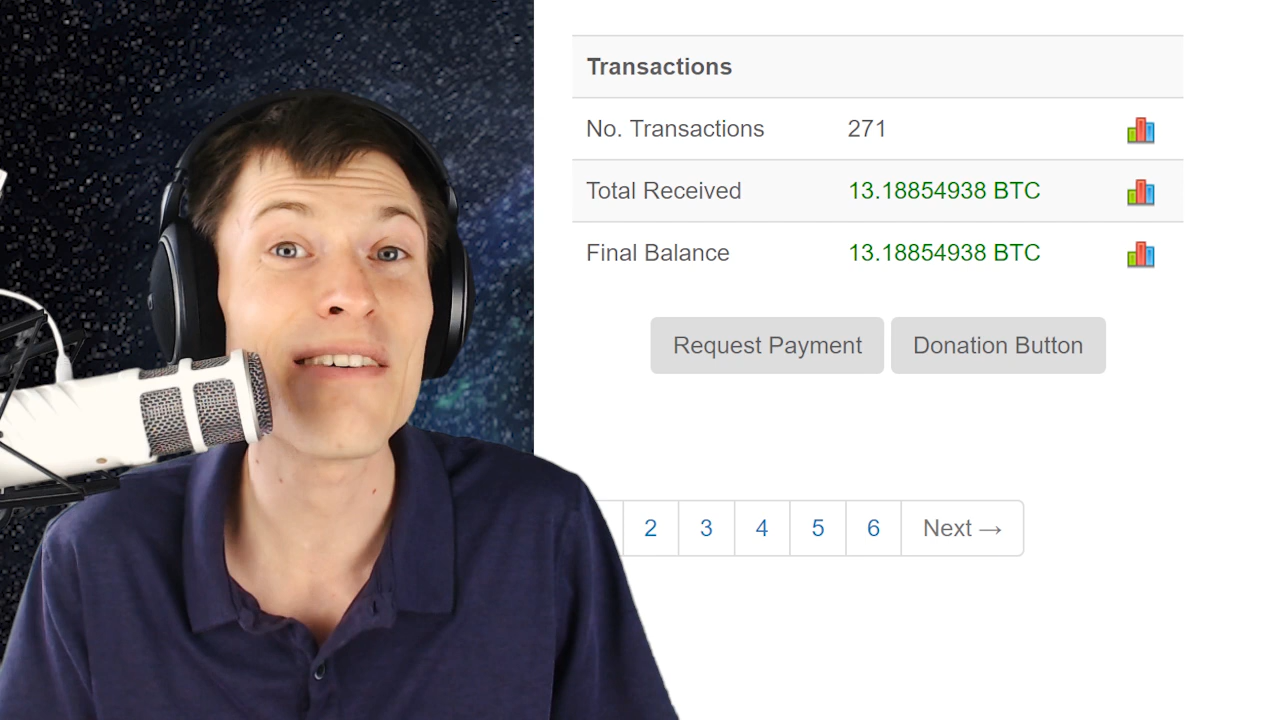 Transactions
No. Transactions 271
Total Received 13.18854938 BTC
Final Balance 13.18854938 BTC
Request Payment Donation Button
2 3 4 5 6 Next →